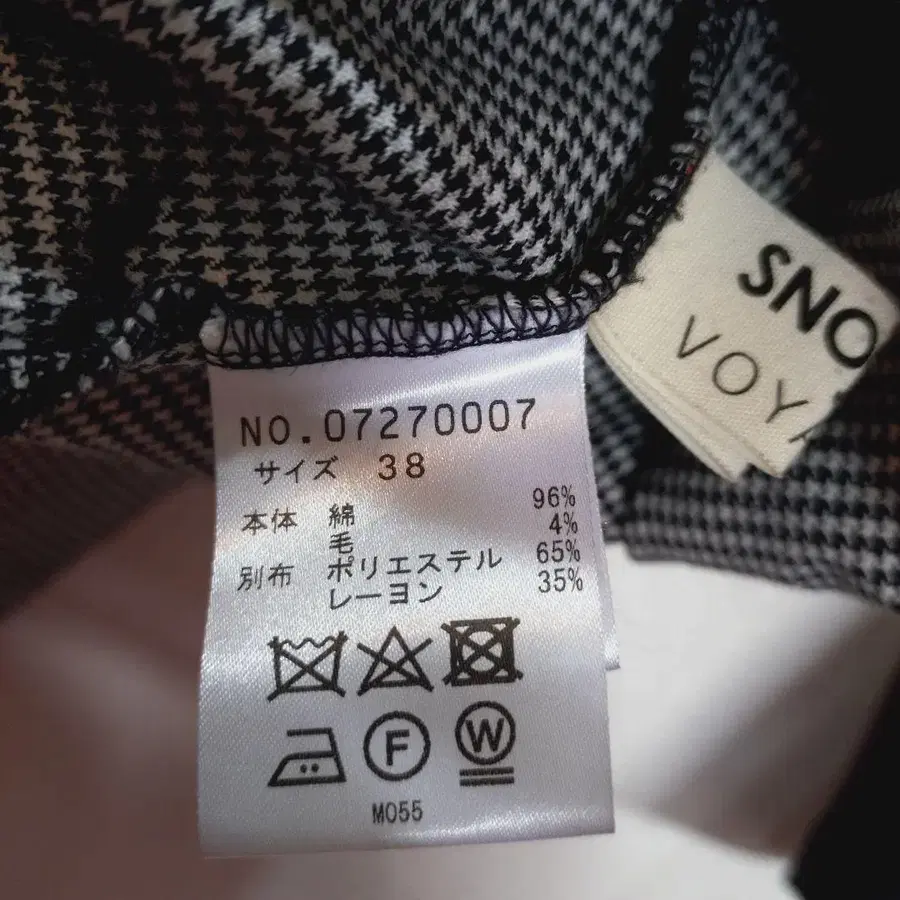 NO.07270007
サイズ 38
本体 綿 96%
毛 4%
別布 ポリエステル 65%
レーヨン 35%
F
W
M055
SNO
VOY